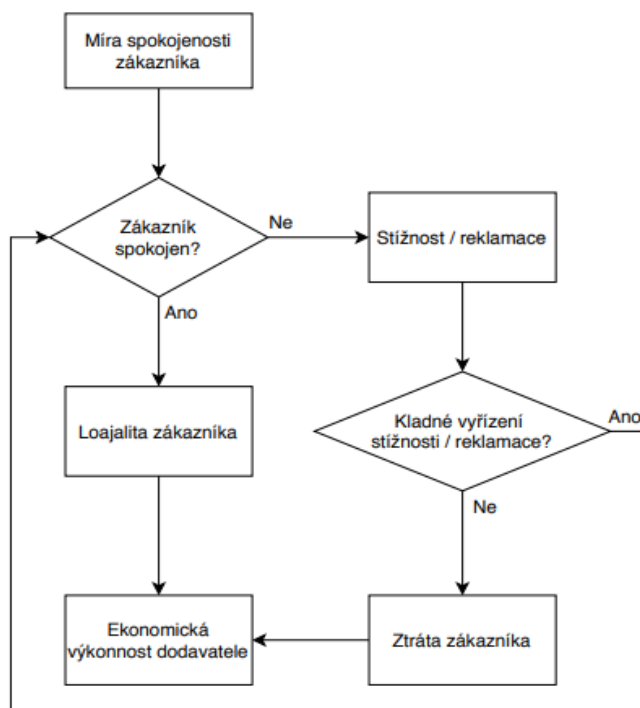 Míra spokojenosti
zákazníka
Zákazník
spokojen?
Ne
Stížnost / reklamace
Ano
Loajalita zákazníka
Kladné vyřízení
stížnosti / reklamace?
Ano
Ne
Ekonomická
výkonnost dodavatele
Ztráta zákazníka